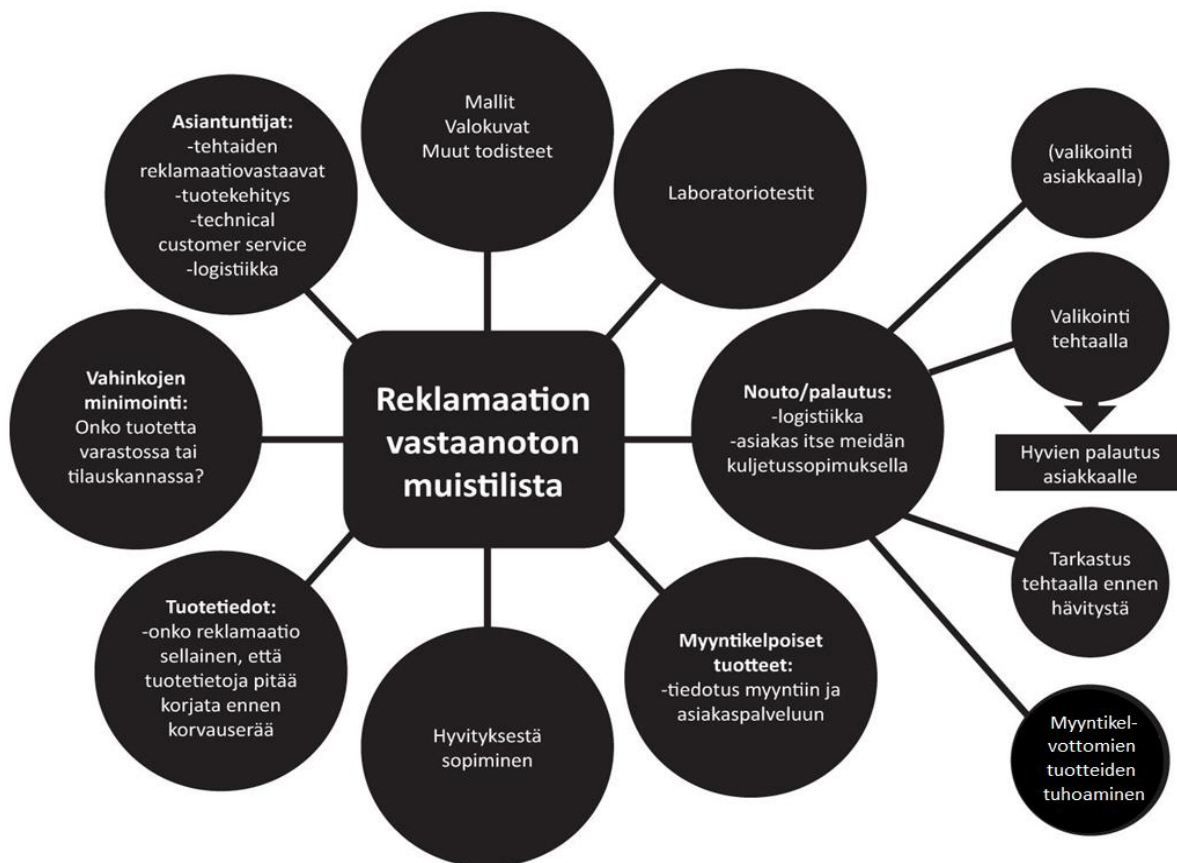 Reklamaation
vastaanoton
muistilista
Mallit
Valokuvat
Muut todisteet
Laboratoriotestit
Nouto/palautus:
-logistiikka
-asiakas itse meidän
kuljetussopimuksella
(valikointi
asiakkaalla)
Valikointi
tehtaalla
Hyvien palautus
asiakkaalle
Tarkastus
tehtaalla ennen
hävitystä
Myyntikel-
vottomien
tuotteiden
tuhoaminen
Myyntikelpoiset
tuotteet:
-tiedotus myyntiin ja
asiakaspalveluun
Hyvityksestä
sopiminen
Tuotetiedot:
-onko reklamaatio
sellainen, että
tuotetietoja pitää
korjata ennen
korvauserää
Vahinkojen
minimointi:
Onko tuotetta
varastossa tai
tilauskannassa?
Asiantuntijat:
-tehtaiden
reklamaatiovastaavat
-tuotekehitys
-technical
customer service
-logistiikka